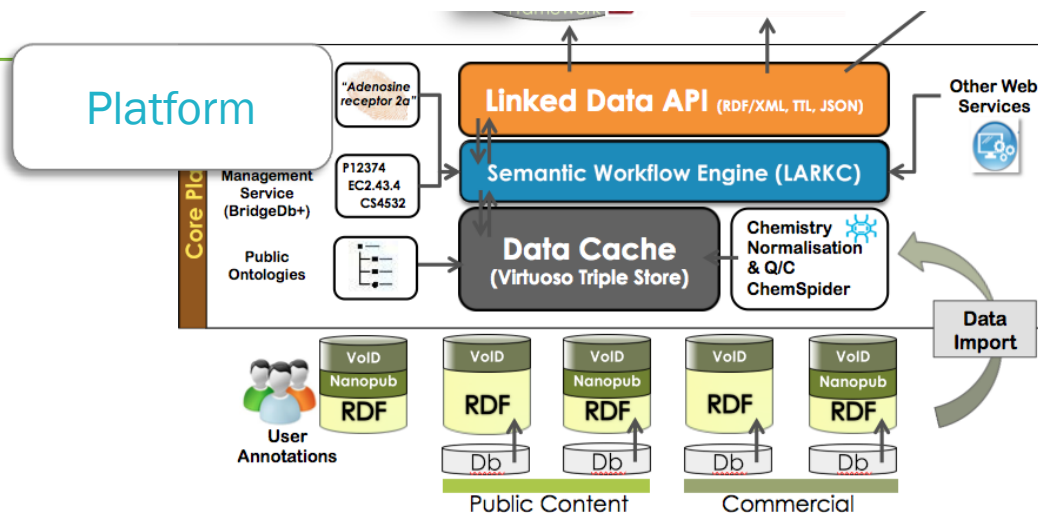 Framework
Platform
"Adenosine
receptor 2a"
Linked Data API (RDF/XML, TTL, JSON)
Other Web
Services
Core Pla
Management
Service
(BridgeDb+)
P12374
EC2.43.4
CS4532
Semantic Workflow Engine (LARKC)
Public
Ontologies
Data Cache
(Virtuoso Triple Store)
Chemistry
Normalisation
& Q/C
ChemSpider
Data
Import
User
Annotations
VoID
Nanopub
RDF
VoID
RDF
Db
VoID
Nanopub
RDF
Db
VoID
RDF
Db
VoID
Nanopub
RDF
Db
Public Content
Commercial